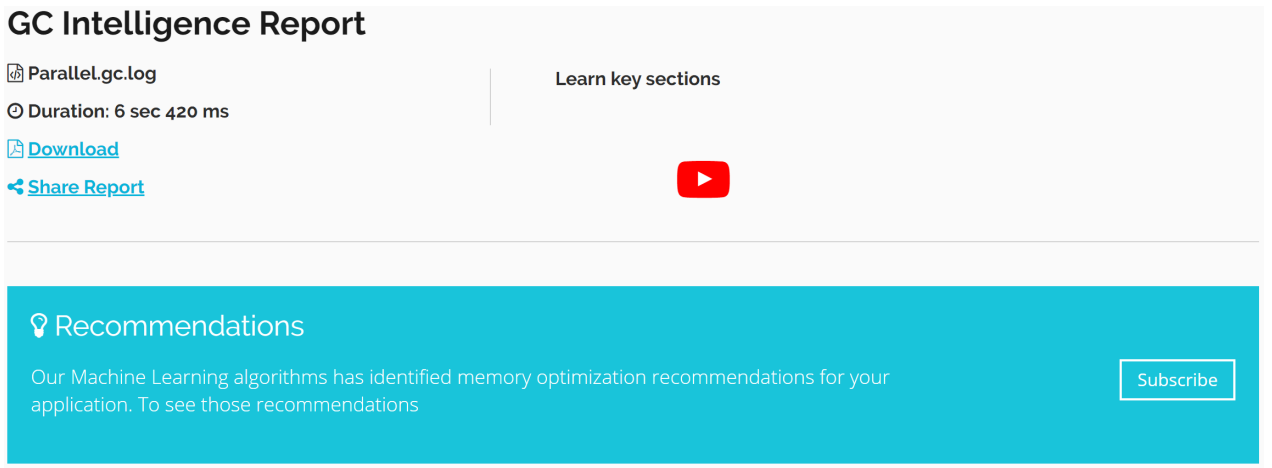 GC Intelligence Report
Parallel.gc.log
Duration: 6 sec 420 ms
Download
Share Report
Learn key sections
Recommendations
Our Machine Learning algorithms has identified memory optimization recommendations for your
application. To see those recommendations
Subscribe